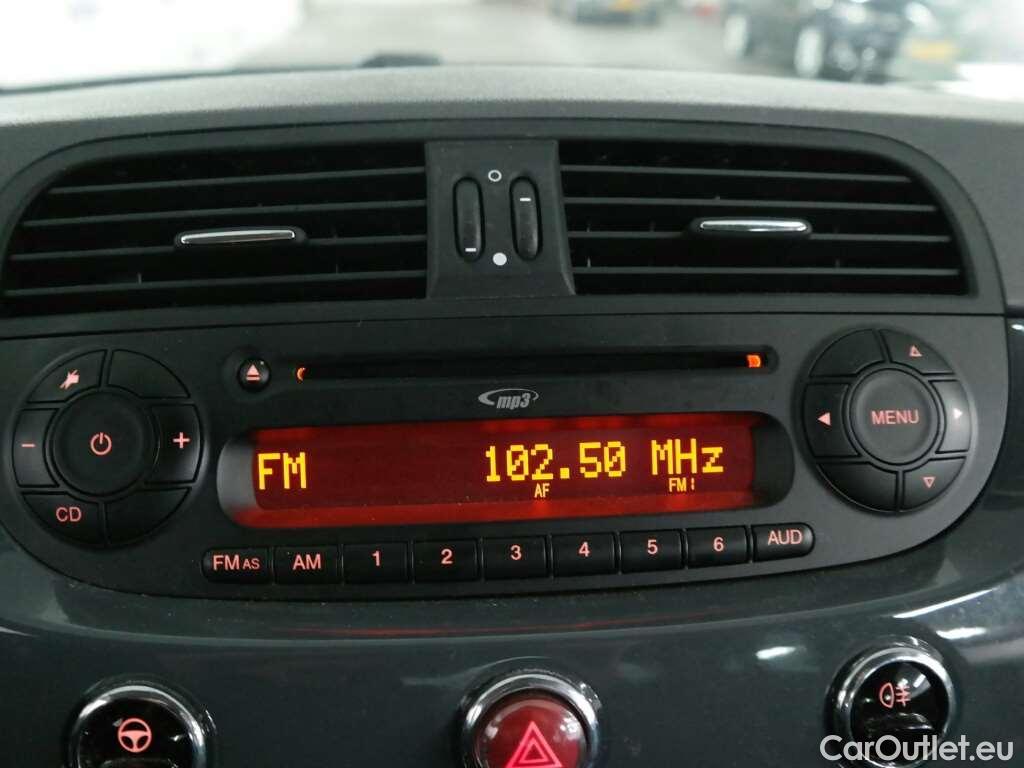 mp3
FM 102.50 MHz
AF FM1
MENU
CD
FM AS AM 1 2 3 4 5 6 AUD
CarOutlet.eu